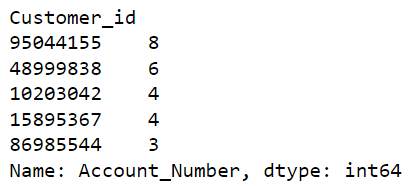 Customer_id
95044155    8
48999838    6
10203042    4
15895367    4
86985544    3
Name: Account_Number, dtype: int64